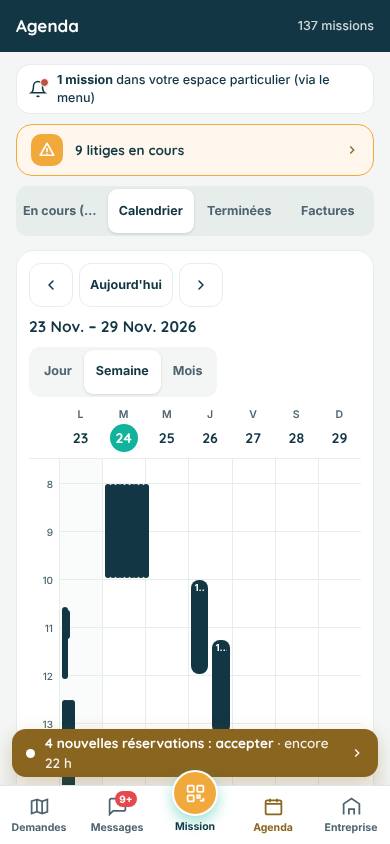 Agenda
137 missions
1 mission dans votre espace particulier (via le
menu)
9 litiges en cours
En cours (...
Calendrier
Terminées
Factures
Aujourd'hui
23 Nov. – 29 Nov. 2026
Jour
Semaine
Mois
L M M J V S D
23 24 25 26 27 28 29
8
9
10
1..
11
1...
12
13
4 nouvelles réservations : accepter · encore
22 h
9+
Demandes
Messages
Mission
Agenda
Entreprise